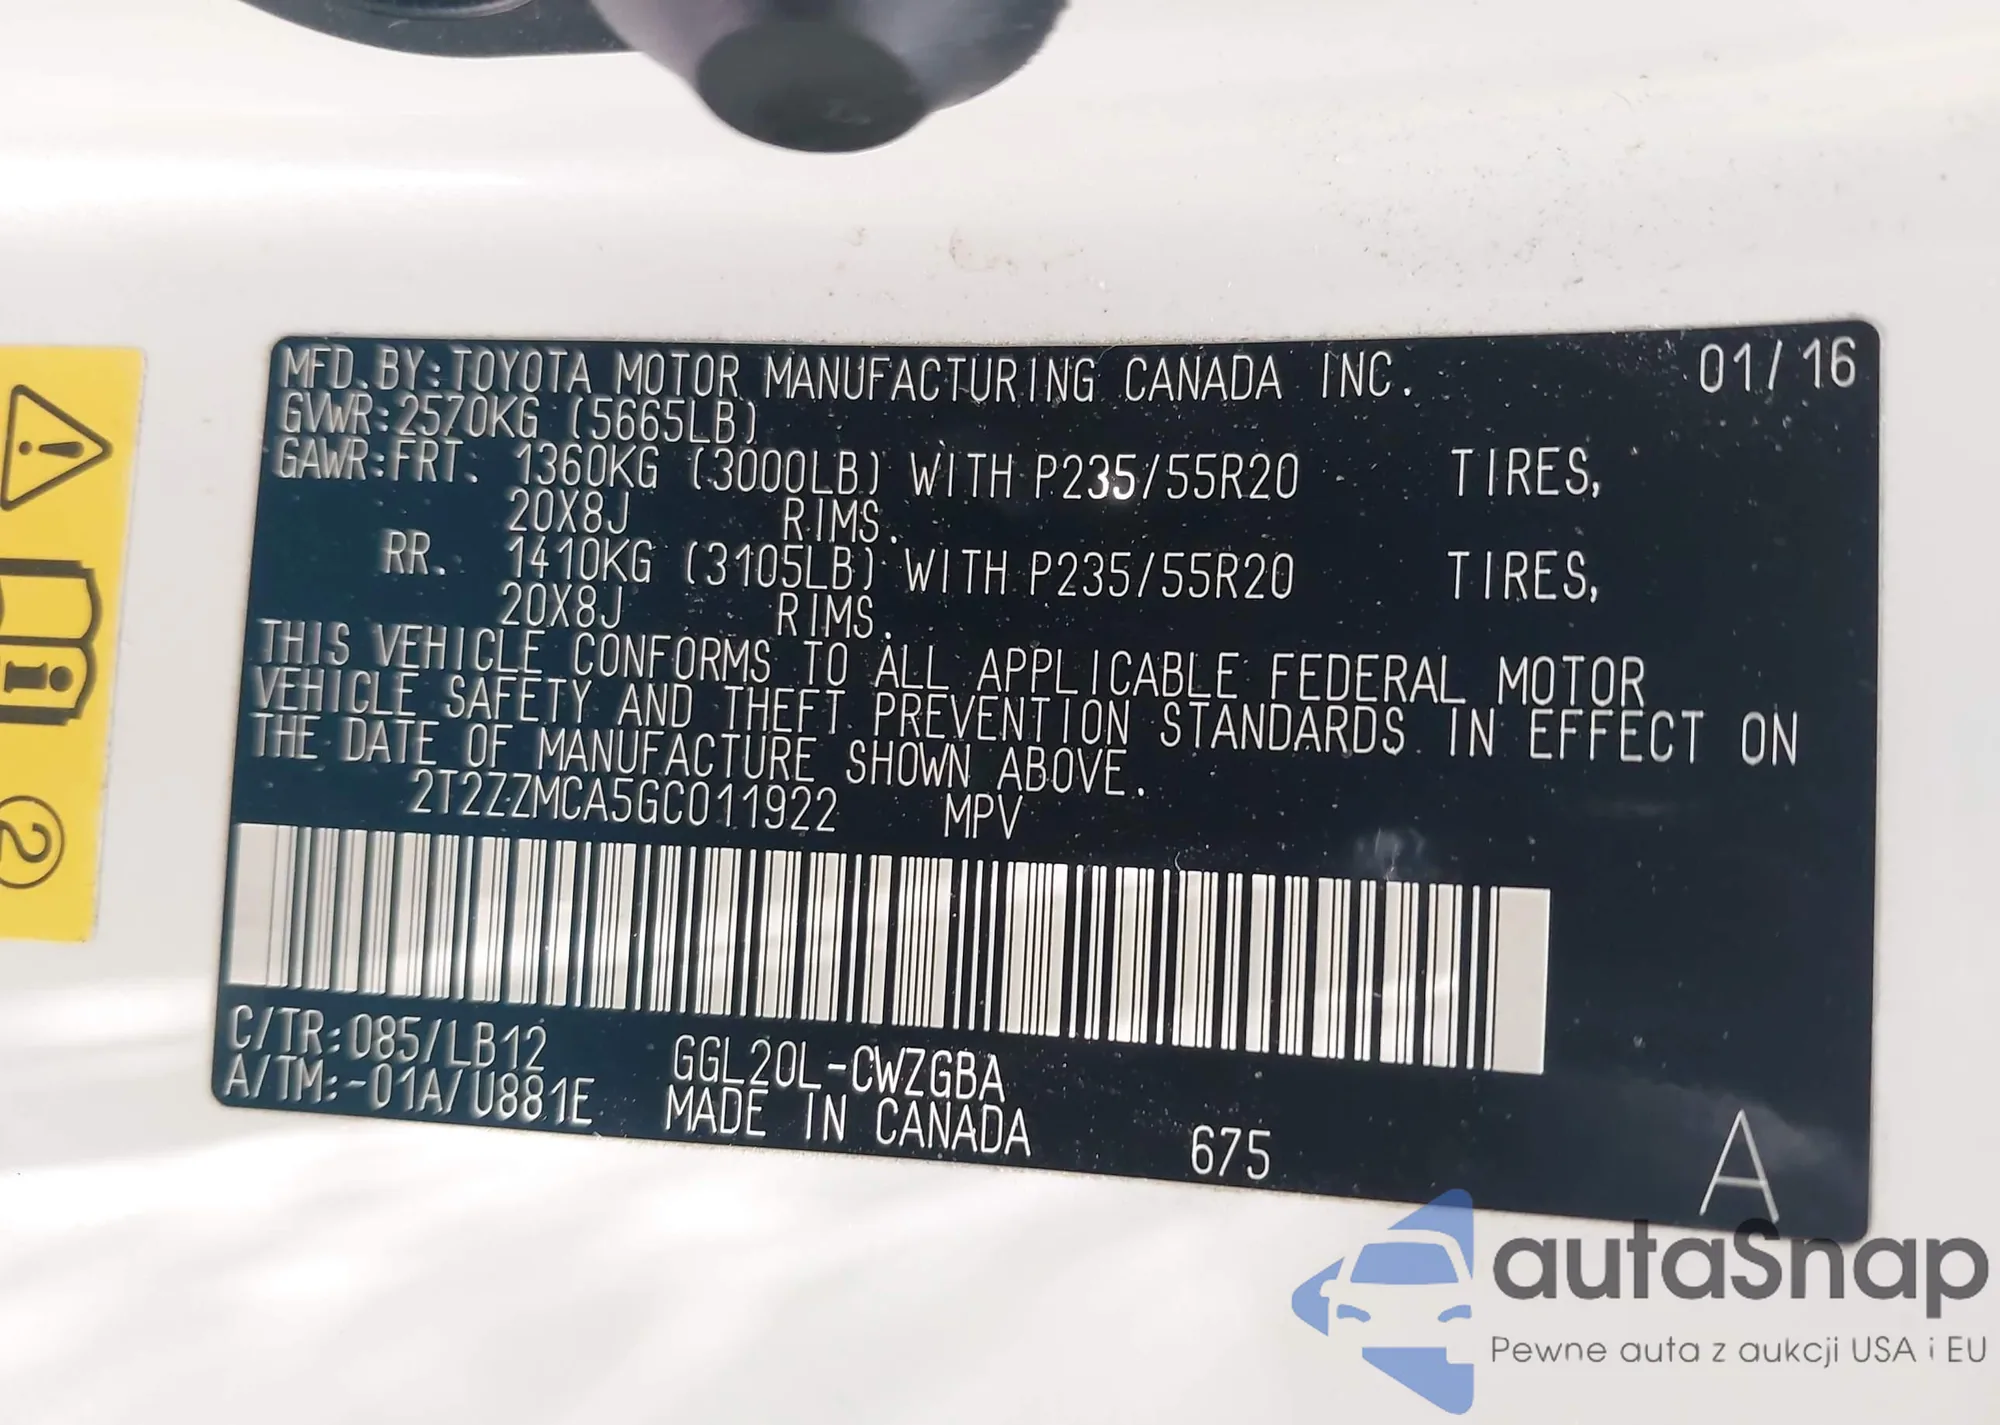 MFD. BY: TOYOTA MOTOR MANUFACTURING CANADA INC. 01/16
GVWR: 2570KG (5665LB)
GAWR: FRT. 1360KG (3000LB) WITH P235/55R20 TIRES,
20X8J RIMS.
RR. 1410KG (3105LB) WITH P235/55R20 TIRES,
20X8J RIMS.
THIS VEHICLE CONFORMS TO ALL APPLICABLE FEDERAL MOTOR
VEHICLE SAFETY AND THEFT PREVENTION STANDARDS IN EFFECT ON
THE DATE OF MANUFACTURE SHOWN ABOVE.
2T2ZZMCA5GC011922 MPV
C/TR: 085/LB12 GGL20L-CWZGBA
A/TM: -01A/U881E MADE IN CANADA 675 A
2
autaSnap
Pewne auta z aukcji USA i EU